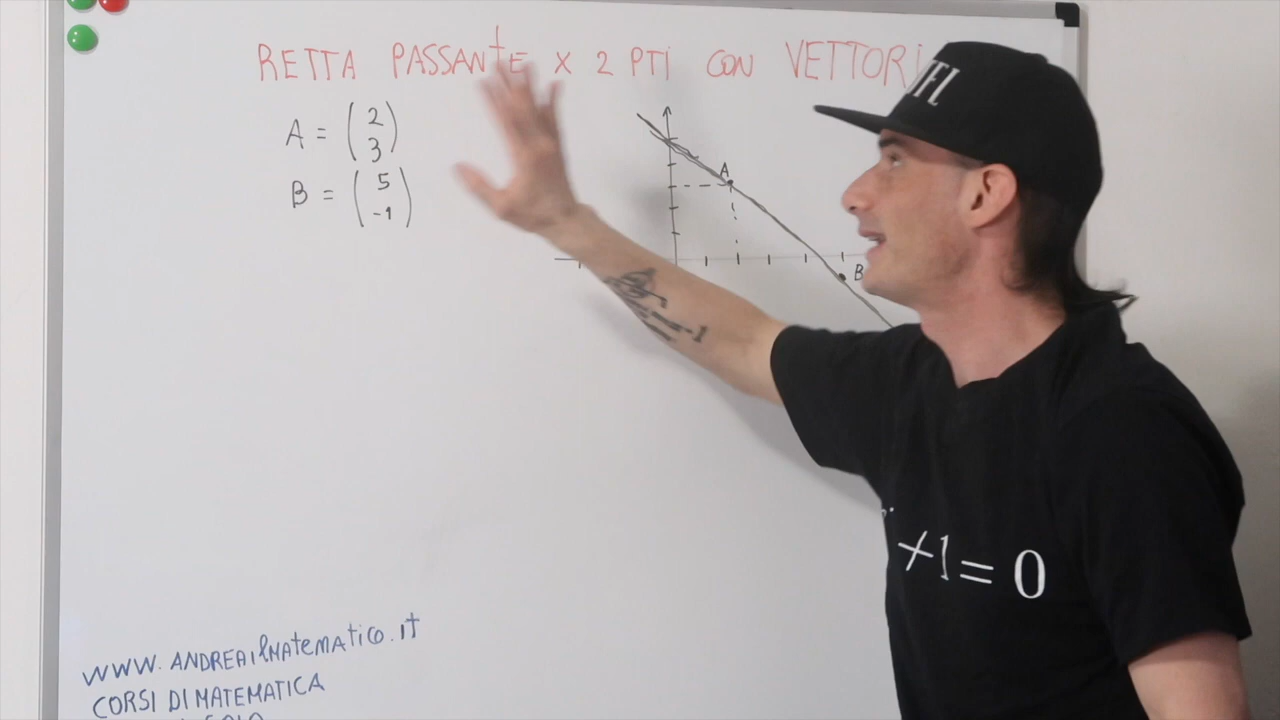 RETTA PASSANTE X 2 PTI CON VETTORI
A = (2 3)
B = (5 -1)
A
B
+1=0
WWW.ANDREAILMATEMATICO.IT
CORSI DI MATEMATICA